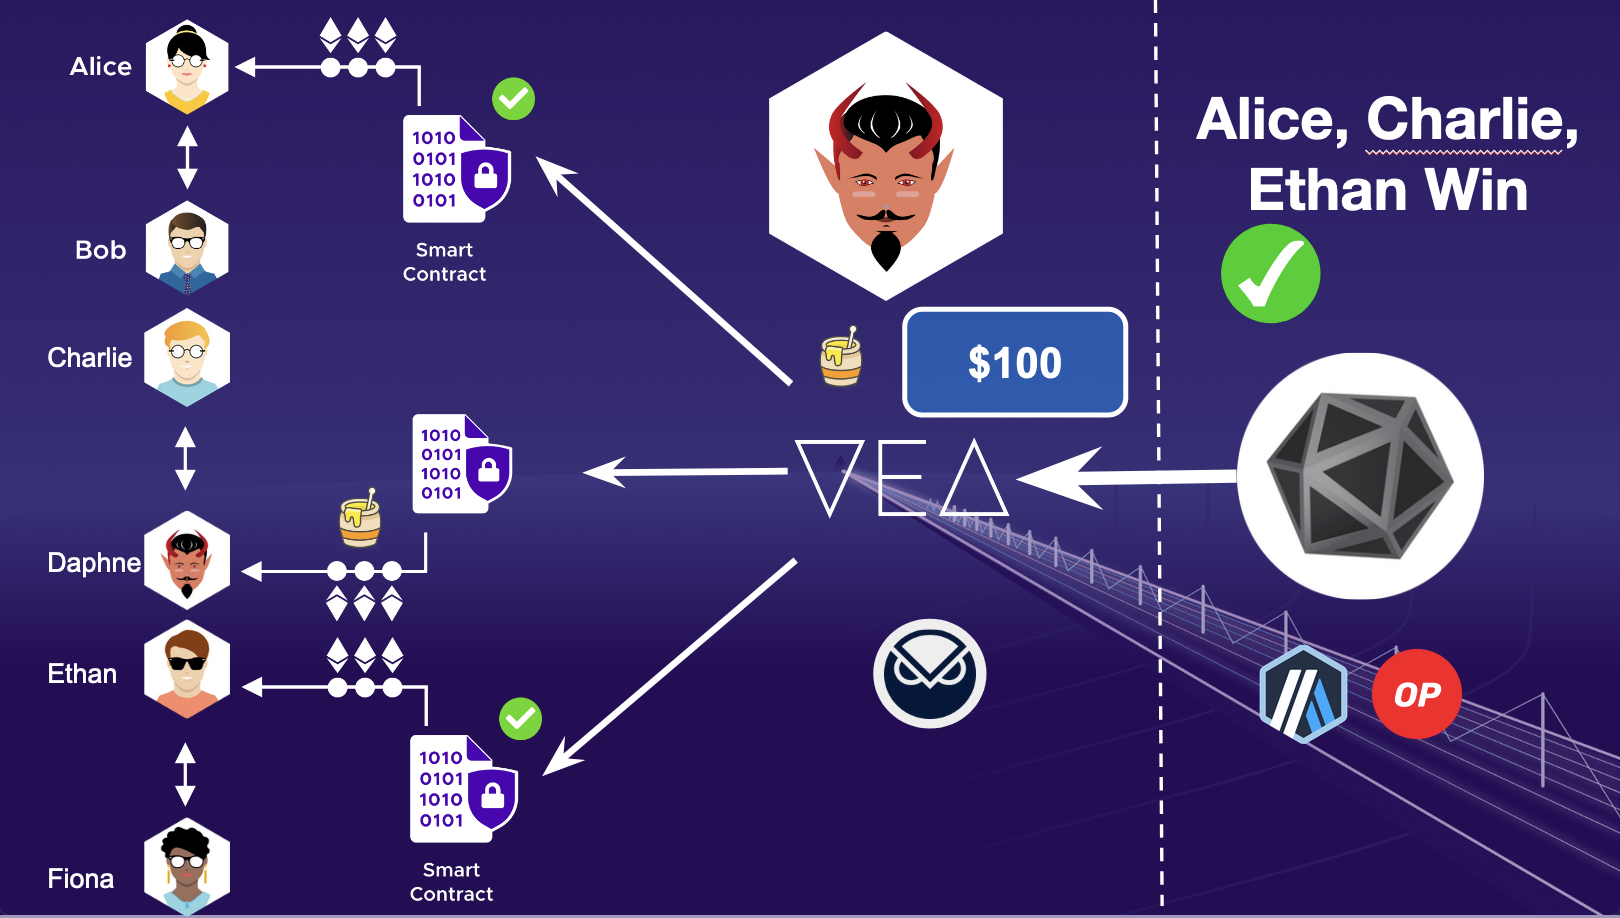 Alice
Bob
Charlie
Daphne
Ethan
Fiona
1010
0101
1010
0101
Smart
Contract
1010
0101
1010
0101
1010
0101
1010
0101
Smart
Contract
$100
VEA
Alice, Charlie,
Ethan Win
OP